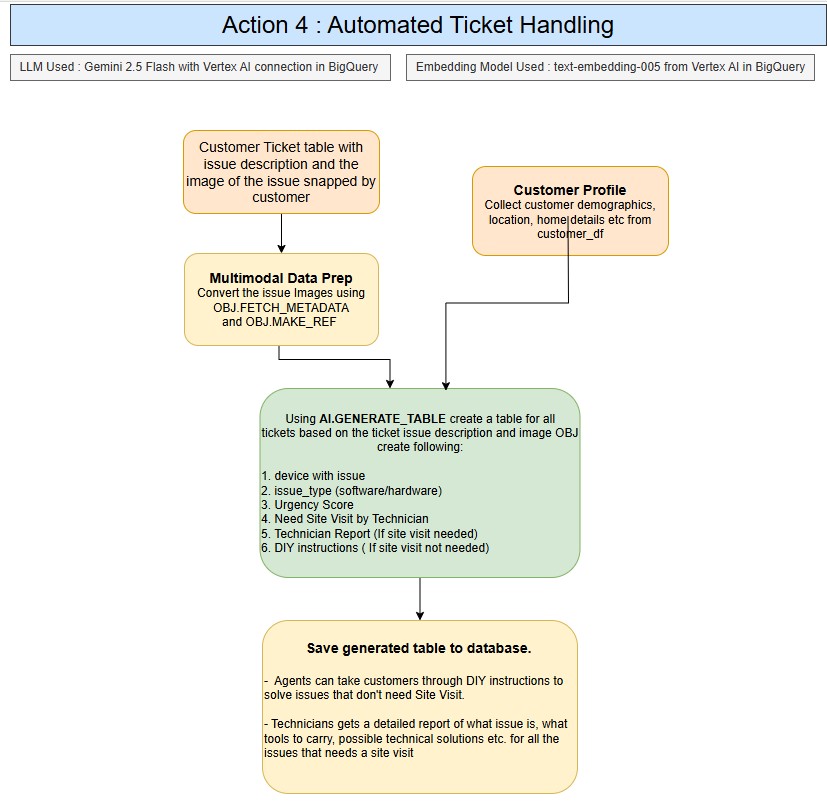 Action 4 : Automated Ticket Handling
LLM Used : Gemini 2.5 Flash with Vertex AI connection in BigQuery
Embedding Model Used : text-embedding-005 from Vertex AI in BigQuery
Customer Ticket table with
issue description and the
image of the issue snapped by
customer
Customer Profile
Collect customer demographics,
location, home details etc from
customer_df
Multimodal Data Prep
Convert the issue Images using
OBJ.FETCH_METADATA
and OBJ.MAKE_REF
Using AI.GENERATE_TABLE create a table for all
tickets based on the ticket issue description and image OBJ
create following:
1. device with issue
2. issue_type (software/hardware)
3. Urgency Score
4. Need Site Visit by Technician
5. Technician Report (If site visit needed)
6. DIY instructions ( If site visit not needed)
Save generated table to database.
- Agents can take customers through DIY instructions to
solve issues that don't need Site Visit.
- Technicians gets a detailed report of what issue is, what
tools to carry, possible technical solutions etc. for all the
issues that needs a site visit